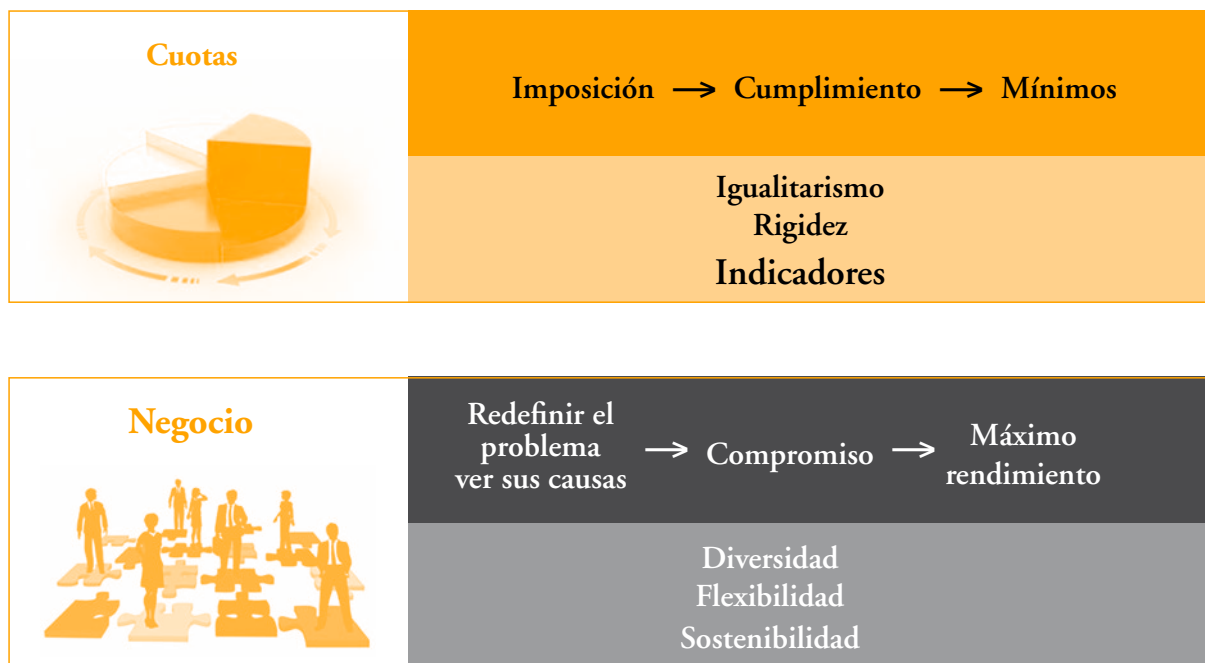 Cuotas
Imposición → Cumplimiento → Mínimos
Igualitarismo
Rigidez
Indicadores
Negocio
Redefinir el
problema
ver sus causas
→ Compromiso →
Máximo
rendimiento
Diversidad
Flexibilidad
Sostenibilidad